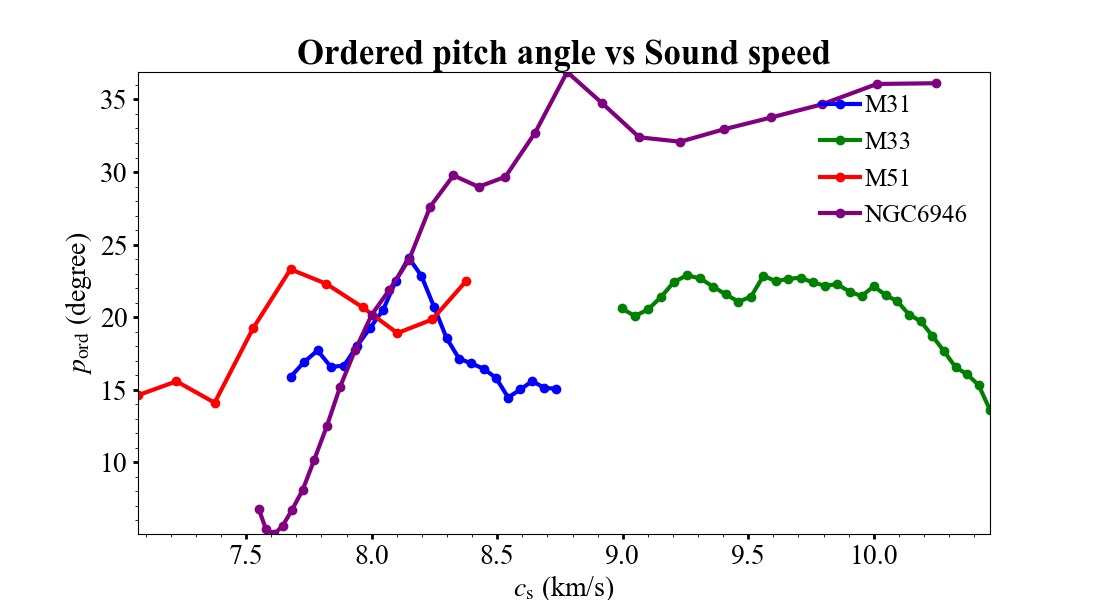 Ordered pitch angle vs Sound speed
35
30
25
20
15
10
p_ord (degree)
M31
M33
M51
NGC6946
7.5 8.0 8.5 9.0 9.5 10.0
c_s (km/s)